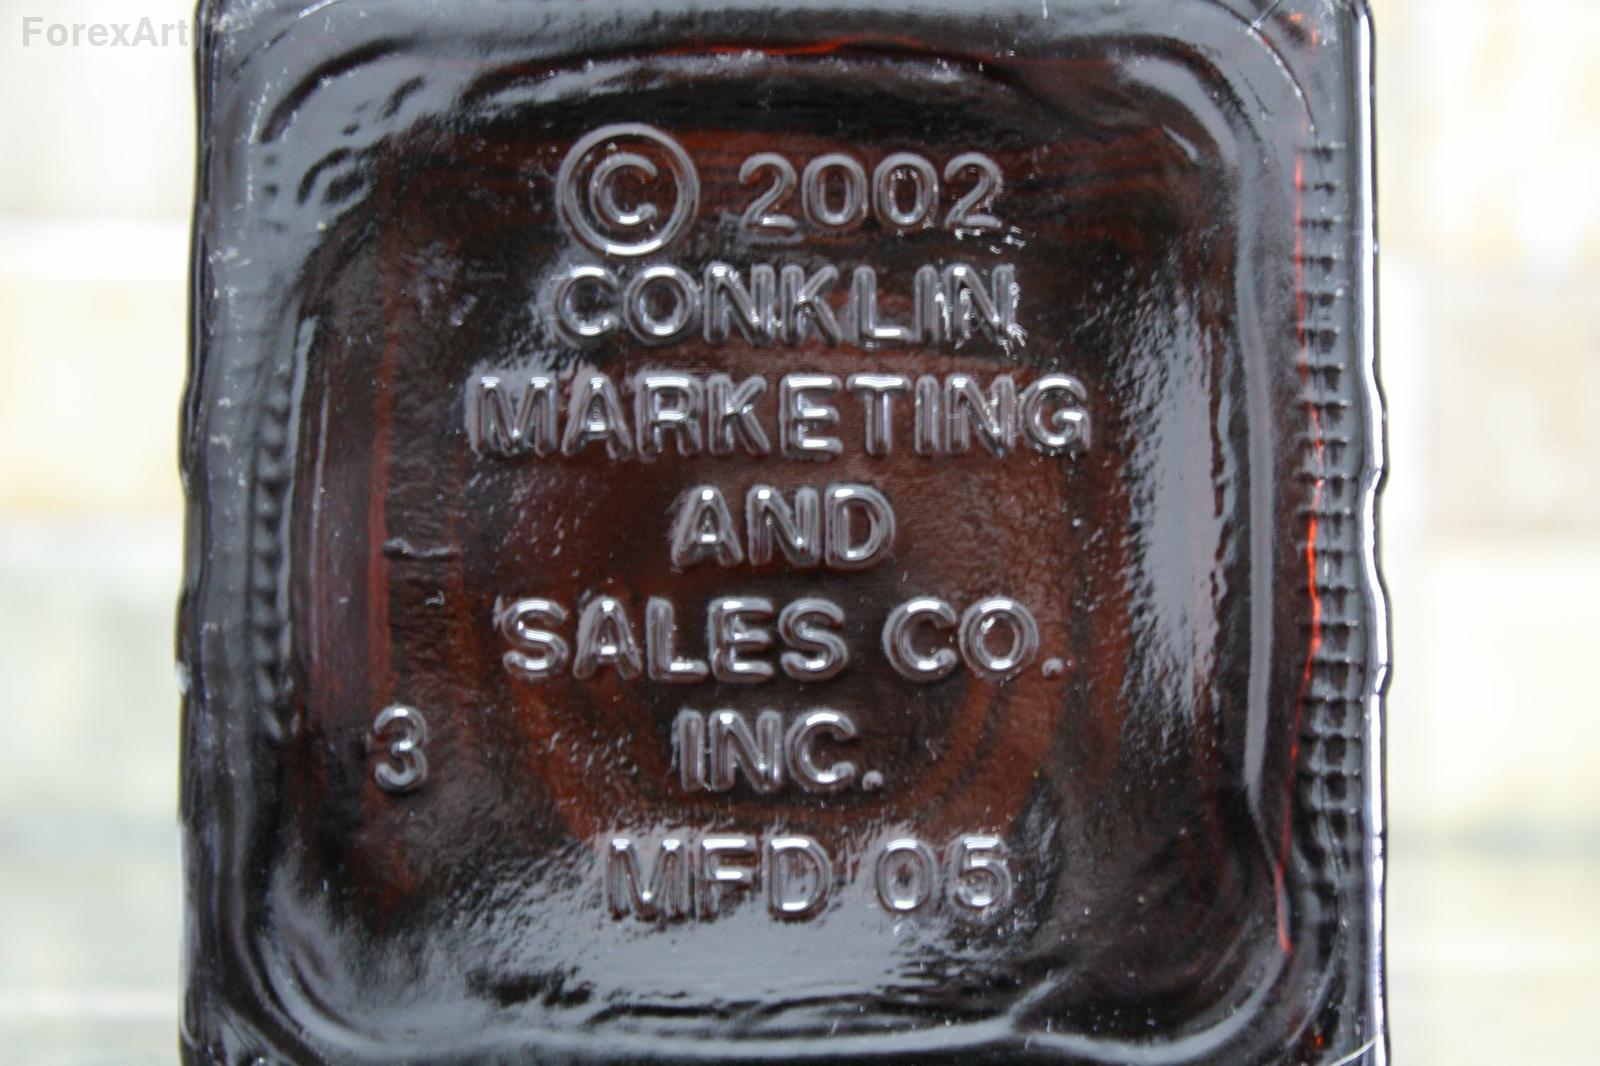 ForexArt
© 2002
CONKLIN
MARKETING
AND
SALES CO.
3 INC.
MFD 05